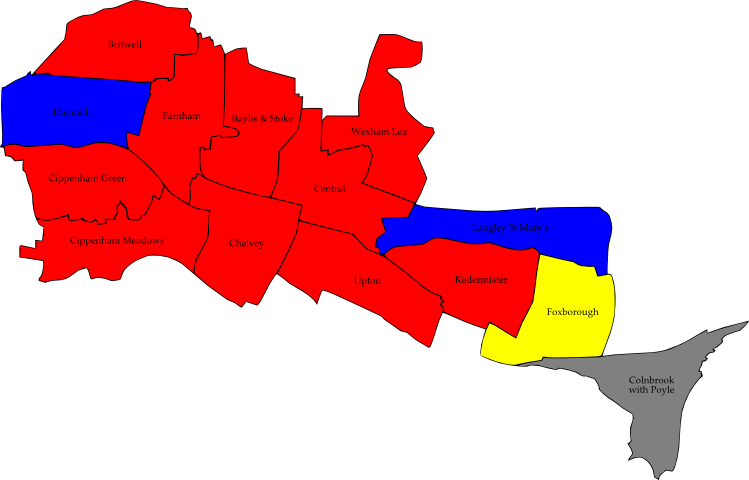 Britwell
Haymill
Farnham
Baylis & Stoke
Wexham Lea
Cippenham Green
Central
Cippenham Meadows
Chalvey
Langley St Mary's
Upton
Kedermister
Foxborough
Colnbrook
with Poyle